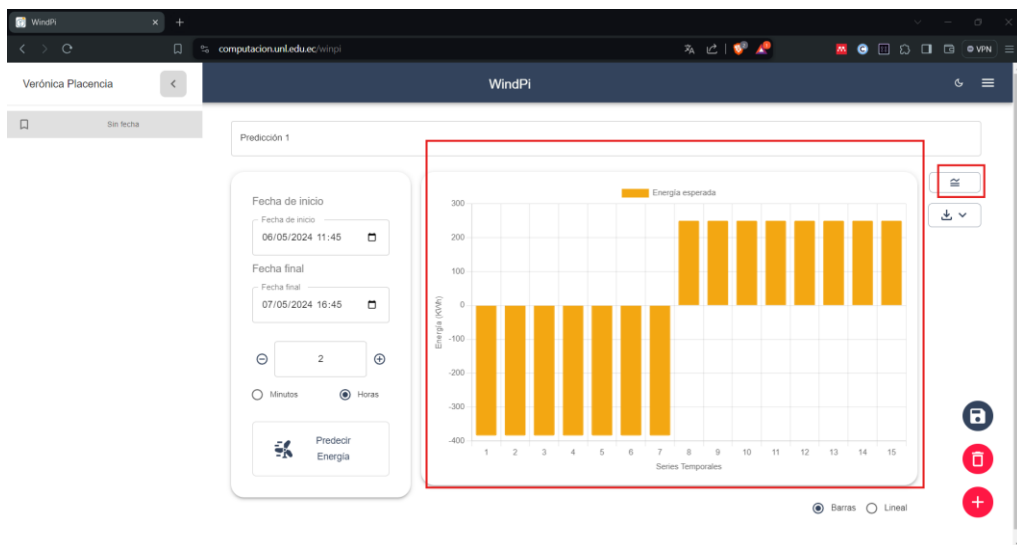 WindPi
computacion.unl.edu.ec/winpi
VPN
Verónica Placencia
WindPi
Sin fecha
Predicción 1
Fecha de inicio
Fecha de inicio
06/05/2024 11:45
Fecha final
Fecha final
07/05/2024 16:45
2
Minutos
Horas
Predecir
Energía
Energía esperada
300
200
100
0
-100
-200
-300
-400
Energía (KWh)
1 2 3 4 5 6 7 8 9 10 11 12 13 14 15
Series Temporales
Barras
Lineal